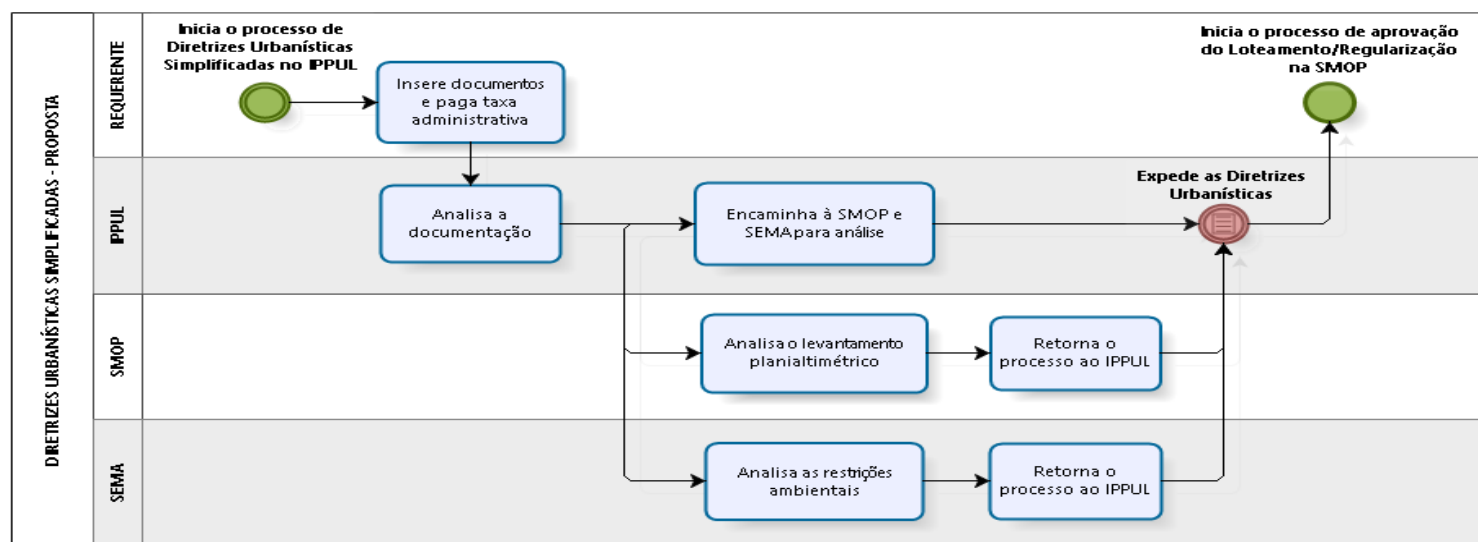 DIRETRIZES URBANÍSTICAS SIMPLIFICADAS - PROPOSTA
REQUERENTE
Inicia o processo de
Diretrizes Urbanísticas
Simplificadas no IPPUL
Insere documentos
e paga taxa
administrativa
Inicia o processo de aprovação
do Loteamento/Regularização
na SMOP
IPPUL
Analisa a
documentação
Encaminha à SMOP e
SEMA para análise
Expede as Diretrizes
Urbanísticas
SMOP
Analisa o levantamento
planialtimétrico
Retorna o
processo ao IPPUL
SEMA
Analisa as restrições
ambientais
Retorna o
processo ao IPPUL